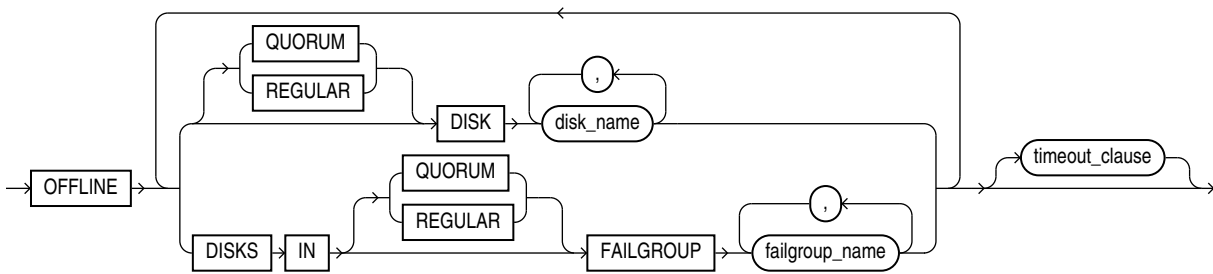 OFFLINE
QUORUM
REGULAR
DISK
,
disk_name
DISKS
IN
QUORUM
REGULAR
FAILGROUP
,
failgroup_name
timeout_clause